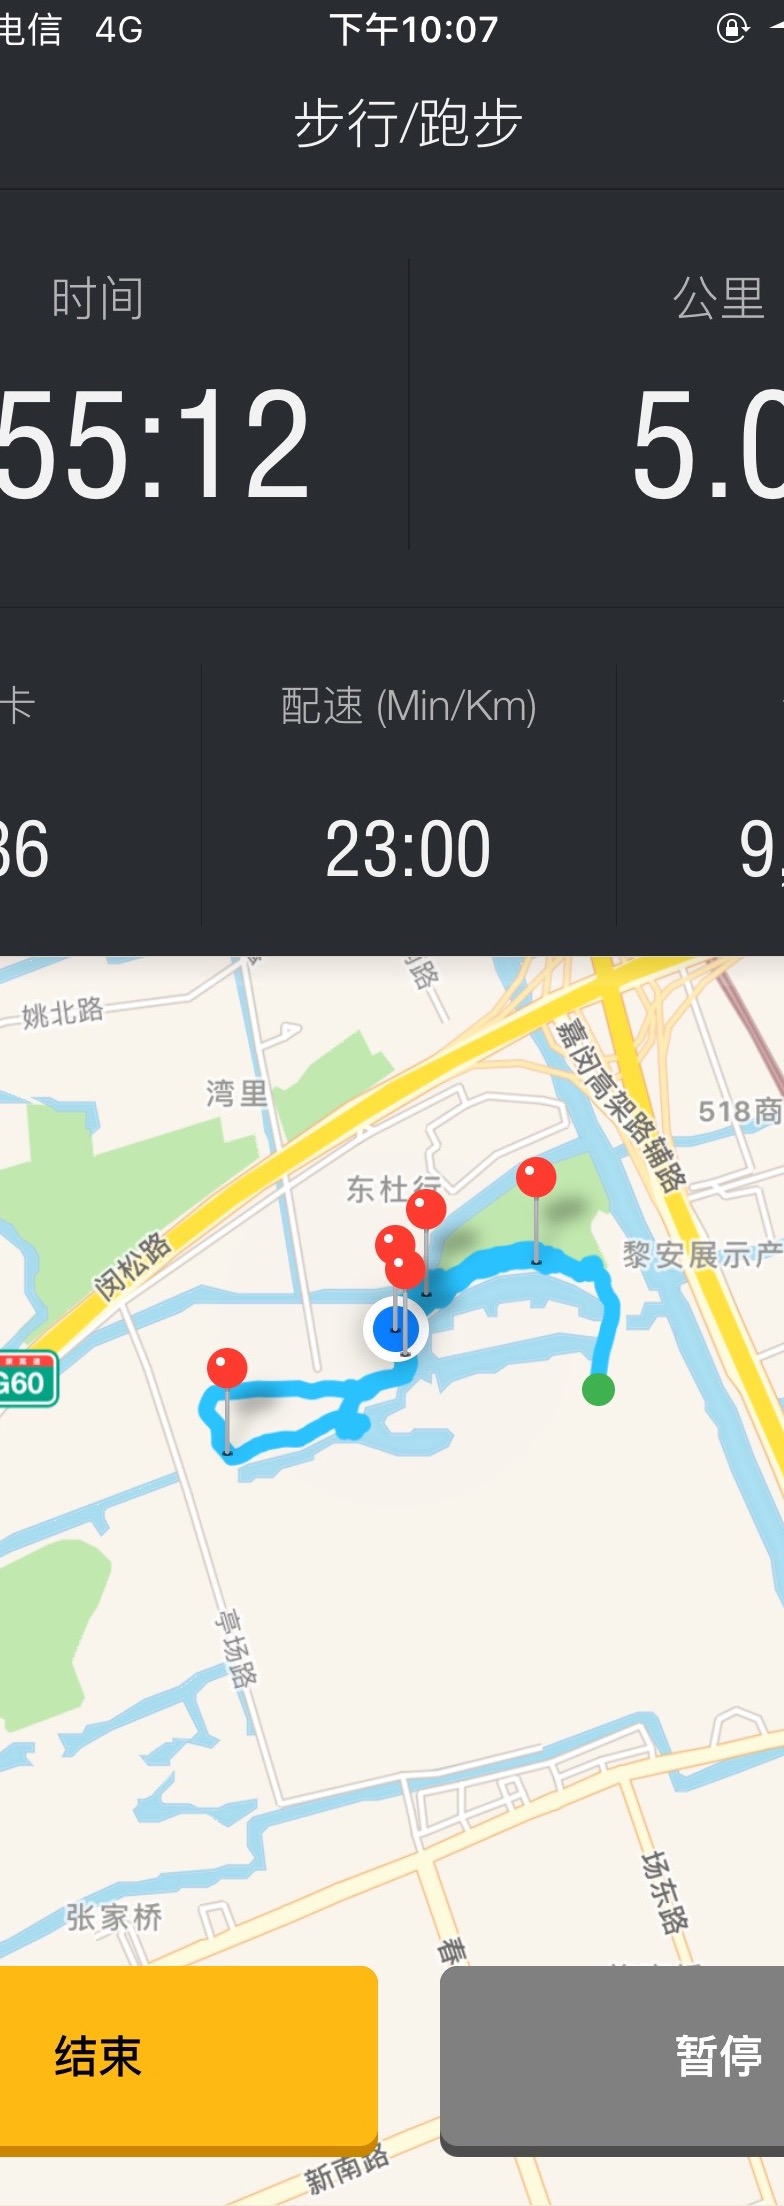 电信 4G 下午10:07
步行/跑步
时间 公里
55:12 5.0
卡 配速 (Min/Km)
36 23:00 9
姚北路
湾里
嘉闵高架路辅路
518商
东杜行
黎安展示产
闵松路
G60
亭场路
张家桥
场东路
春
结束 暂停
新南路